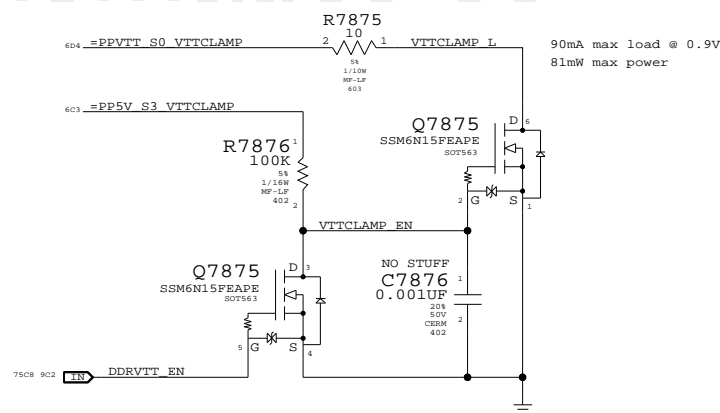 R7875
10
6D4 =PPVTT_S0_VTTCLAMP
2
1
VTTCLAMP_L
5%
1/10W
MF-LF
603
90mA max load @ 0.9V
81mW max power
6C3 =PP5V_S3_VTTCLAMP
R7876
1
100K
5%
1/16W
MF-LF
402
2
Q7875
SSM6N15FEAPE
SOT563
D 6
2 G S 1
VTTCLAMP_EN
Q7875
SSM6N15FEAPE
SOT563
D 3
5 G S 4
NO STUFF
C7876
1
0.001UF
20%
50V
CERM
402
2
75C8 9C2 IN DDRVTT_EN